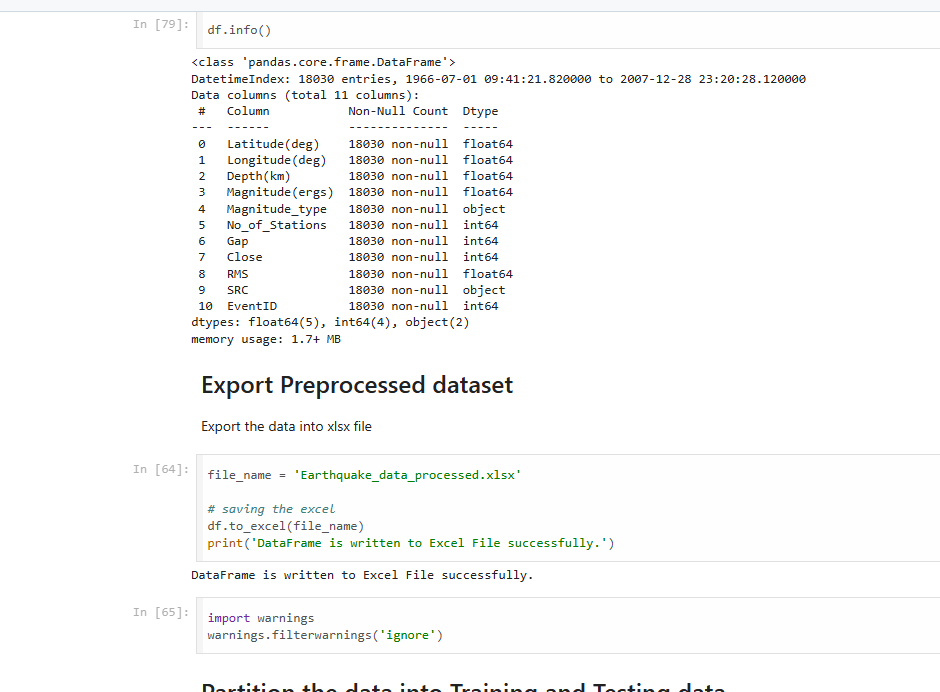 In [79]:
df.info()
<class 'pandas.core.frame.DataFrame'>
DatetimeIndex: 18030 entries, 1966-07-01 09:41:21.820000 to 2007-12-28 23:20:28.120000
Data columns (total 11 columns):
 #   Column           Non-Null Count  Dtype
---  ------           --------------  -----
 0   Latitude(deg)    18030 non-null  float64
 1   Longitude(deg)   18030 non-null  float64
 2   Depth(km)        18030 non-null  float64
 3   Magnitude(ergs)  18030 non-null  float64
 4   Magnitude_type   18030 non-null  object
 5   No_of_Stations   18030 non-null  int64
 6   Gap              18030 non-null  int64
 7   Close            18030 non-null  int64
 8   RMS              18030 non-null  float64
 9   SRC              18030 non-null  object
 10  EventID          18030 non-null  int64
dtypes: float64(5), int64(4), object(2)
memory usage: 1.7+ MB
Export Preprocessed dataset
Export the data into xlsx file
In [64]:
file_name = 'Earthquake_data_processed.xlsx'
# saving the excel
df.to_excel(file_name)
print('DataFrame is written to Excel File successfully.')
DataFrame is written to Excel File successfully.
In [65]:
import warnings
warnings.filterwarnings('ignore')
Partition the data into Training and Testing data